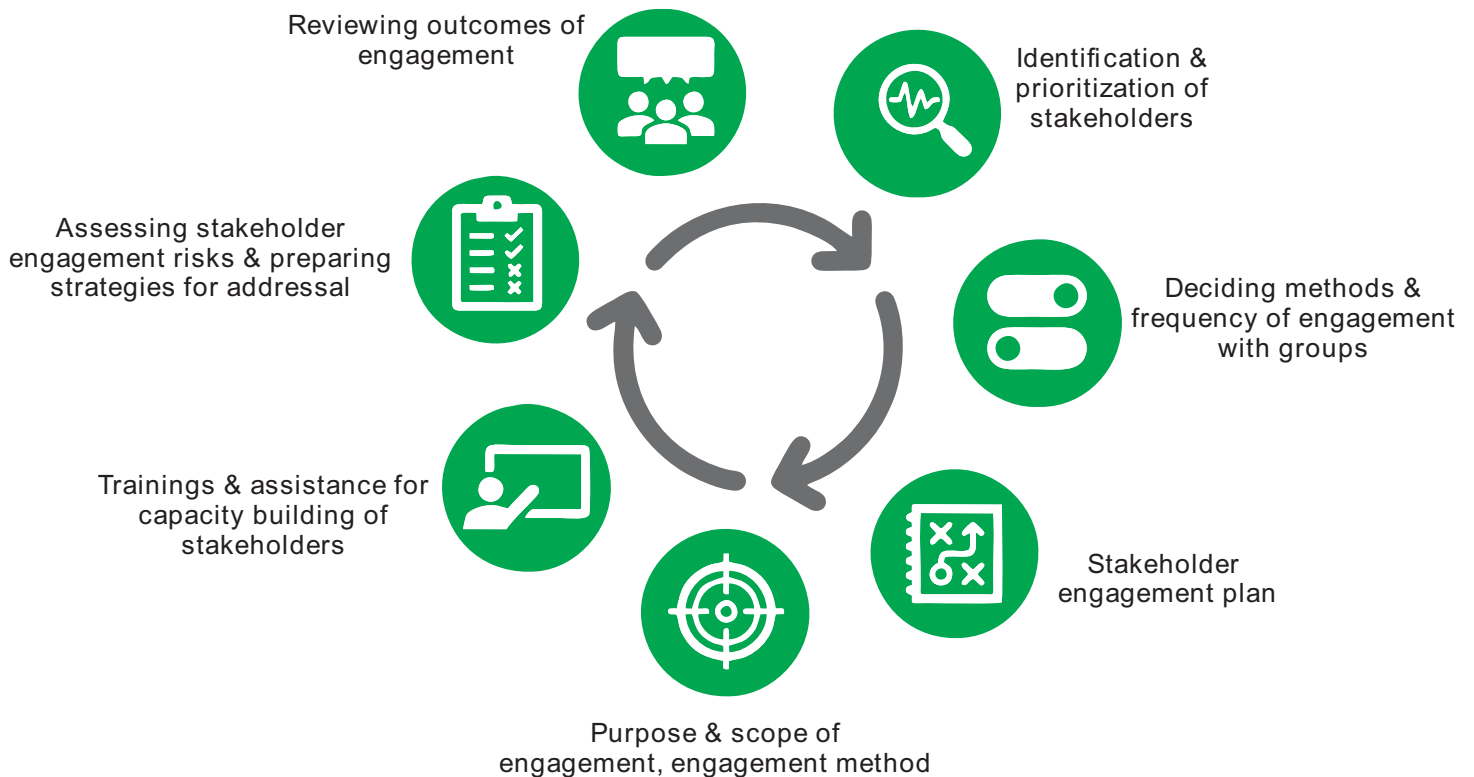 Reviewing outcomes of
engagement
Identification &
prioritization of
stakeholders
Deciding methods &
frequency of engagement
with groups
Stakeholder
engagement plan
Purpose & scope of
engagement, engagement method
Trainings & assistance for
capacity building of
stakeholders
Assessing stakeholder
engagement risks & preparing
strategies for addressal